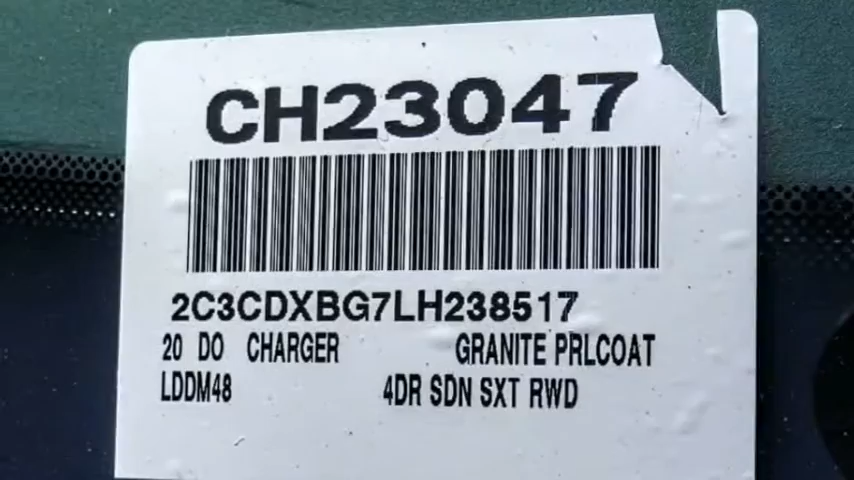 CH23047
2C3CDXBG7LH238517
20 DO CHARGER GRANITE PRLCOAT
LDDM48 4DR SDN SXT RWD